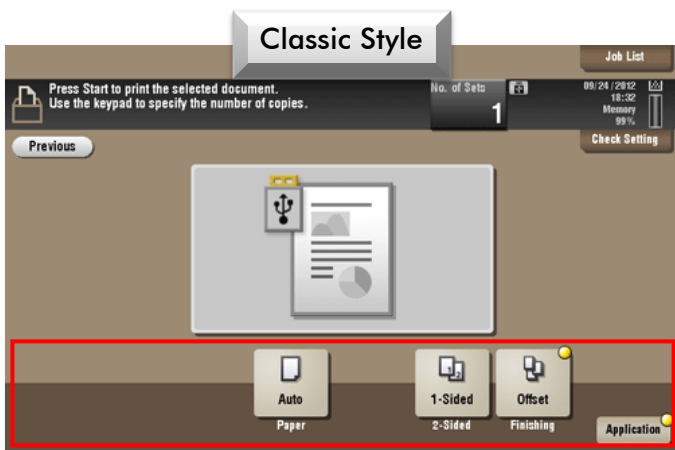 Classic Style
Job List
Press Start to print the selected document.
Use the keypad to specify the number of copies.
No. of Sets
1
09/24/2012
18:32
Memory
99%
Previous
Check Setting
1 2
Auto
1-Sided
Offset
Paper
2-Sided
Finishing
Application